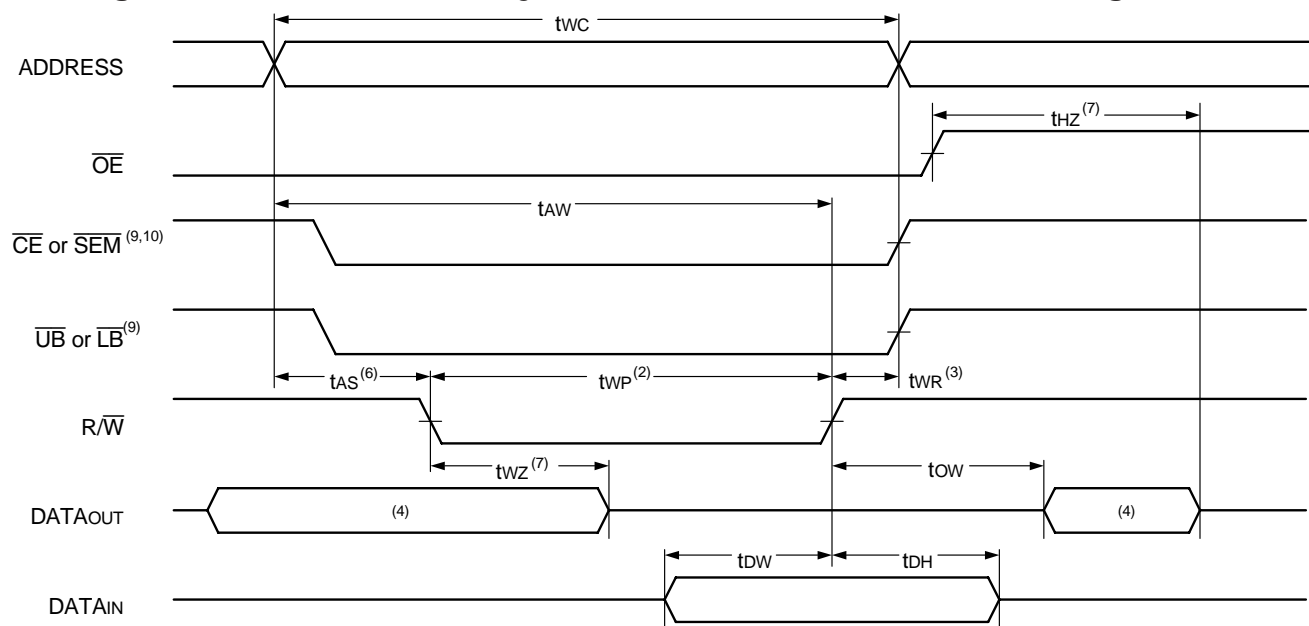 tWC
ADDRESS
tHZ(7)
OE
tAW
CE or SEM (9,10)
UB or LB(9)
tAS(6) tWP(2) tWR(3)
R/W
tWZ(7) tOW
DATAOUT (4) (4)
tDW tDH
DATAIN